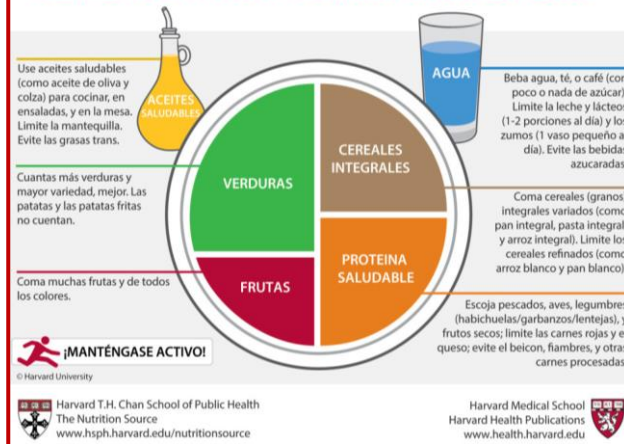 Use aceites saludables
(como aceite de oliva y
colza) para cocinar, en
ensaladas, y en la mesa.
Limite la mantequilla.
Evite las grasas trans.
ACEITES
SALUDABLES
AGUA
Beba agua, té, o café (con
poco o nada de azúcar)
Limite la leche y lácteos
(1-2 porciones al día) y los
zumos (1 vaso pequeño a
día). Evite las bebidas
azucaradas
Cuantas más verduras y
mayor variedad, mejor. Las
patatas y las patatas fritas
no cuentan.
VERDURAS
CEREALES
INTEGRALES
Coma cereales (granos
integrales variados (como
pan integral, pasta integral
y arroz integral). Limite los
cereales refinados (como
arroz blanco y pan blanco)
Coma muchas frutas y de todos
los colores.
FRUTAS
PROTEINA
SALUDABLE
Escoja pescados, aves, legumbres
(habichuelas/garbanzos/lentejas), y
frutos secos; limite las carnes rojas y e
queso; evite el beicon, fiambres, y otras
carnes procesadas
¡MANTÉNGASE ACTIVO!
© Harvard University
Harvard T.H. Chan School of Public Health
The Nutrition Source
www.hsph.harvard.edu/nutritionsource
Harvard Medical School
Harvard Health Publications
www.health.harvard.edu